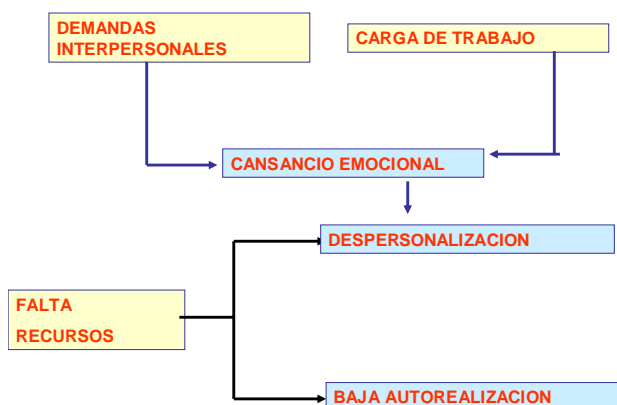 DEMANDAS
INTERPERSONALES
CARGA DE TRABAJO
CANSANCIO EMOCIONAL
DESPERSONALIZACION
FALTA
RECURSOS
BAJA AUTOREALIZACION